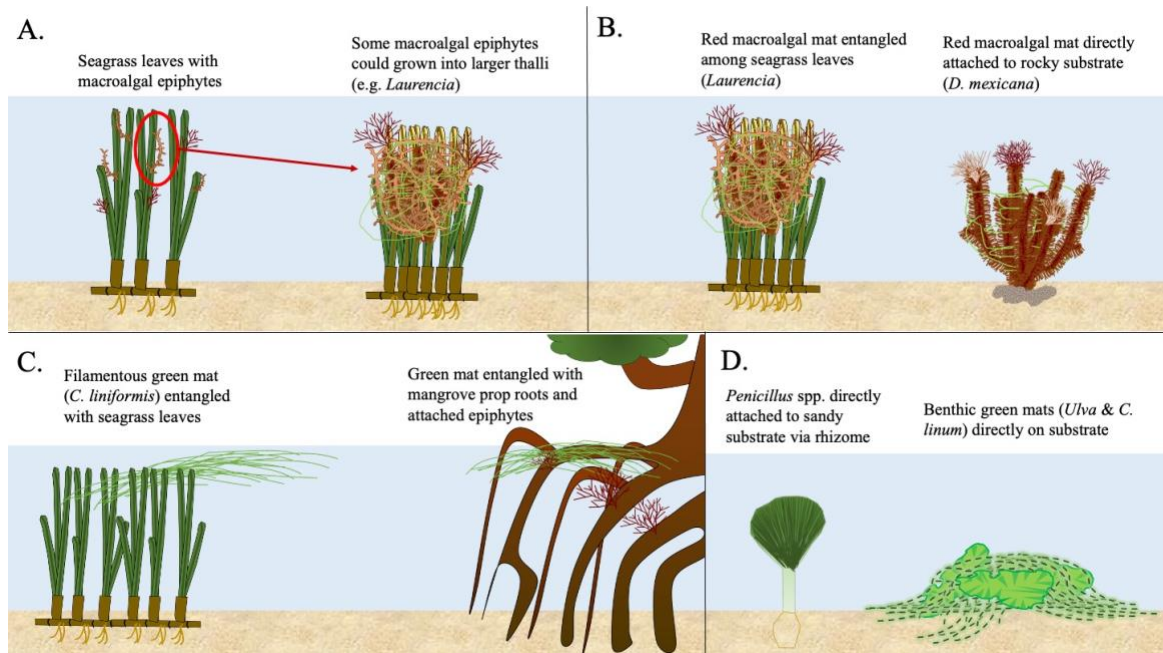 A.
Seagrass leaves with
macroalgal epiphytes
Some macroalgal epiphytes
could grown into larger thalli
(e.g. Laurencia)
B.
Red macroalgal mat entangled
among seagrass leaves
(Laurencia)
Red macroalgal mat directly
attached to rocky substrate
(D. mexicana)
C.
Filamentous green mat
(C. liniformis) entangled
with seagrass leaves
Green mat entangled with
mangrove prop roots and
attached epiphytes
D.
Penicillus spp. directly
attached to sandy
substrate via rhizome
Benthic green mats (Ulva & C.
linum) directly on substrate